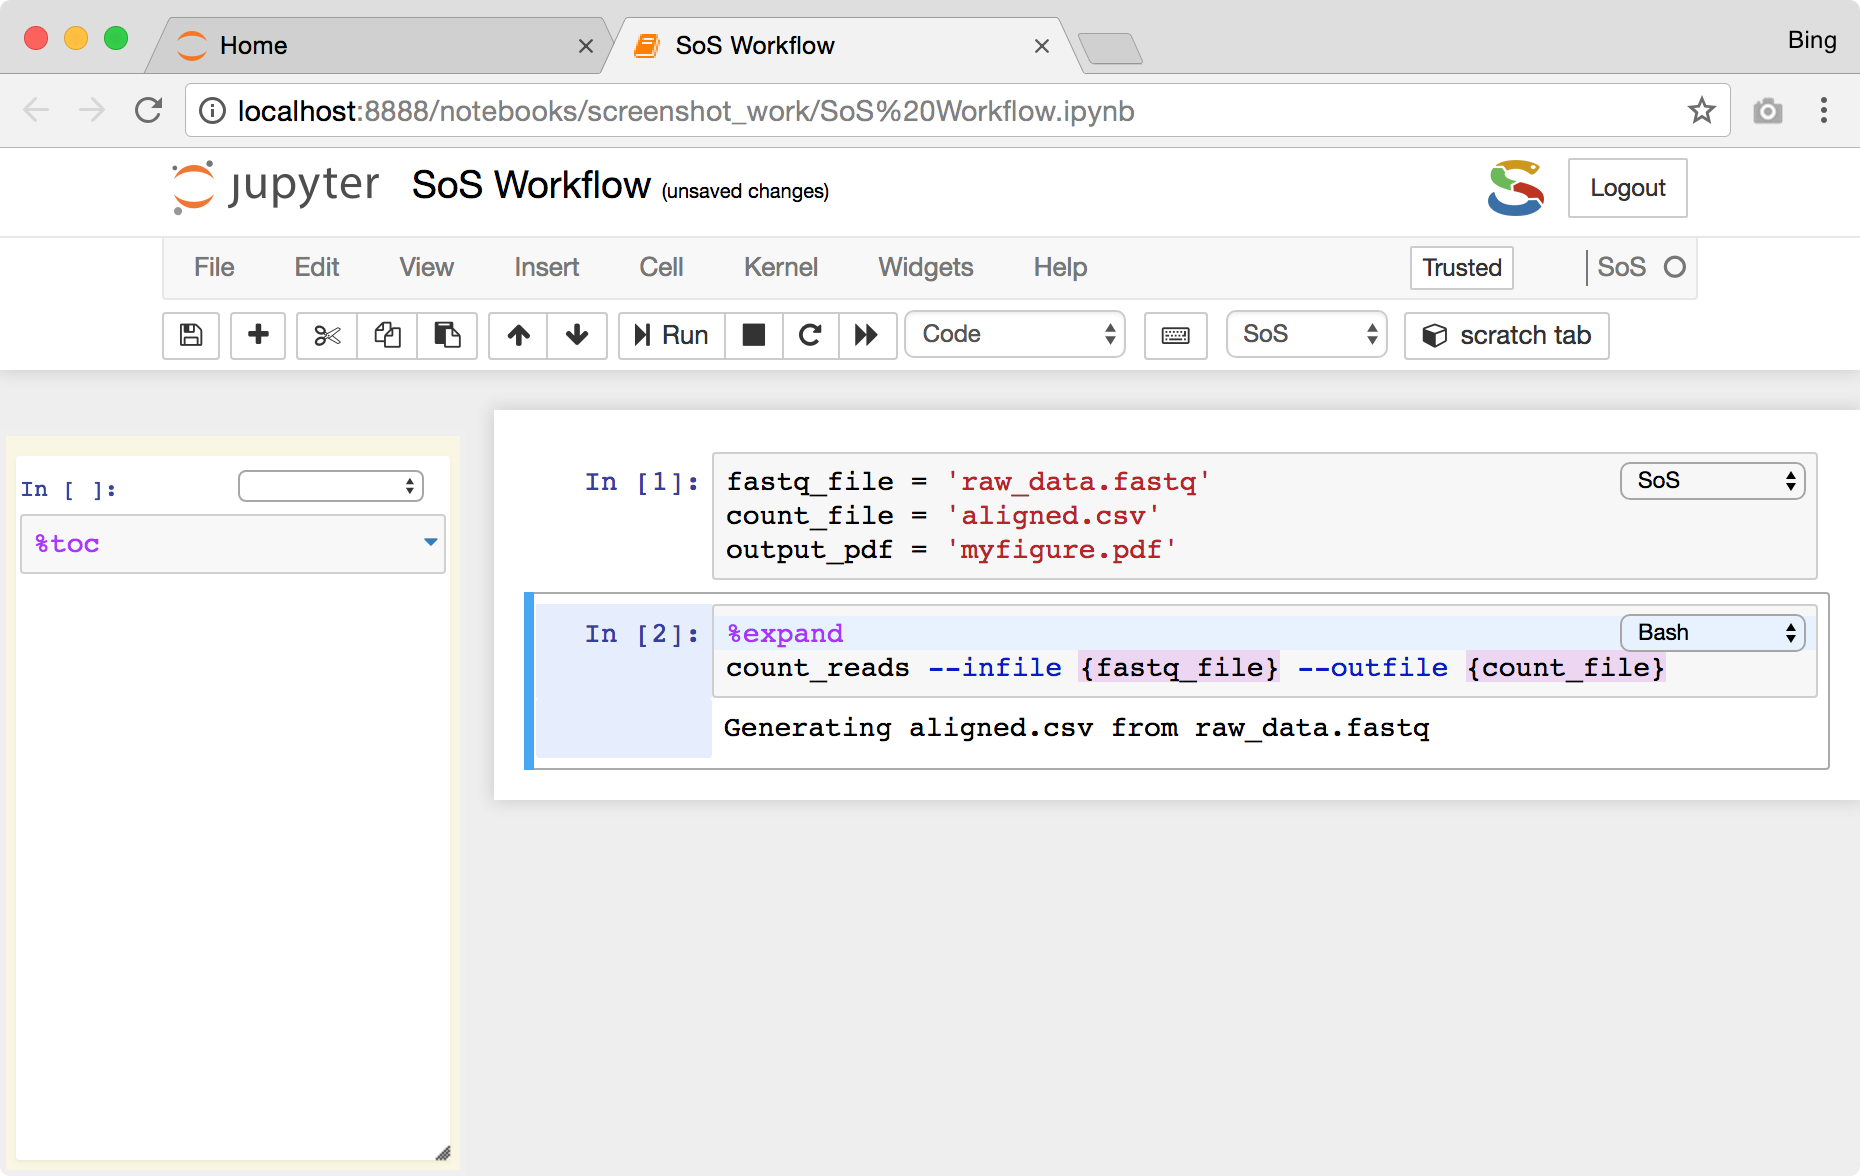 Home
SoS Workflow
Bing
localhost:8888/notebooks/screenshot_work/SoS%20Workflow.ipynb
jupyter SoS Workflow (unsaved changes)
Logout
File Edit View Insert Cell Kernel Widgets Help Trusted SoS
Run Code SoS scratch tab
In [ ]:
%toc
In [1]: fastq_file = 'raw_data.fastq' SoS
count_file = 'aligned.csv'
output_pdf = 'myfigure.pdf'
In [2]: %expand Bash
count_reads --infile {fastq_file} --outfile {count_file}
Generating aligned.csv from raw_data.fastq